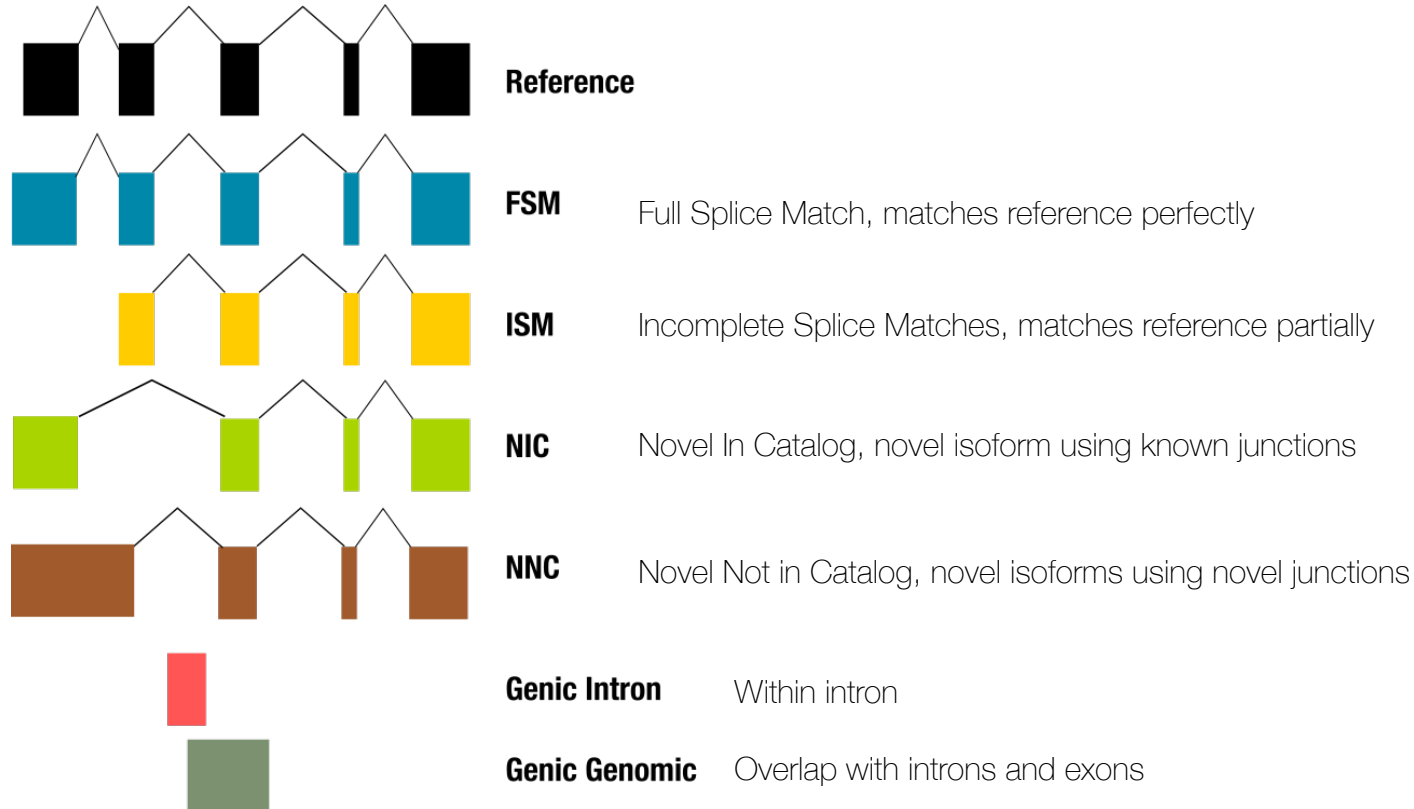 Reference
FSM Full Splice Match, matches reference perfectly
ISM Incomplete Splice Matches, matches reference partially
NIC Novel In Catalog, novel isoform using known junctions
NNC Novel Not in Catalog, novel isoforms using novel junctions
Genic Intron Within intron
Genic Genomic Overlap with introns and exons